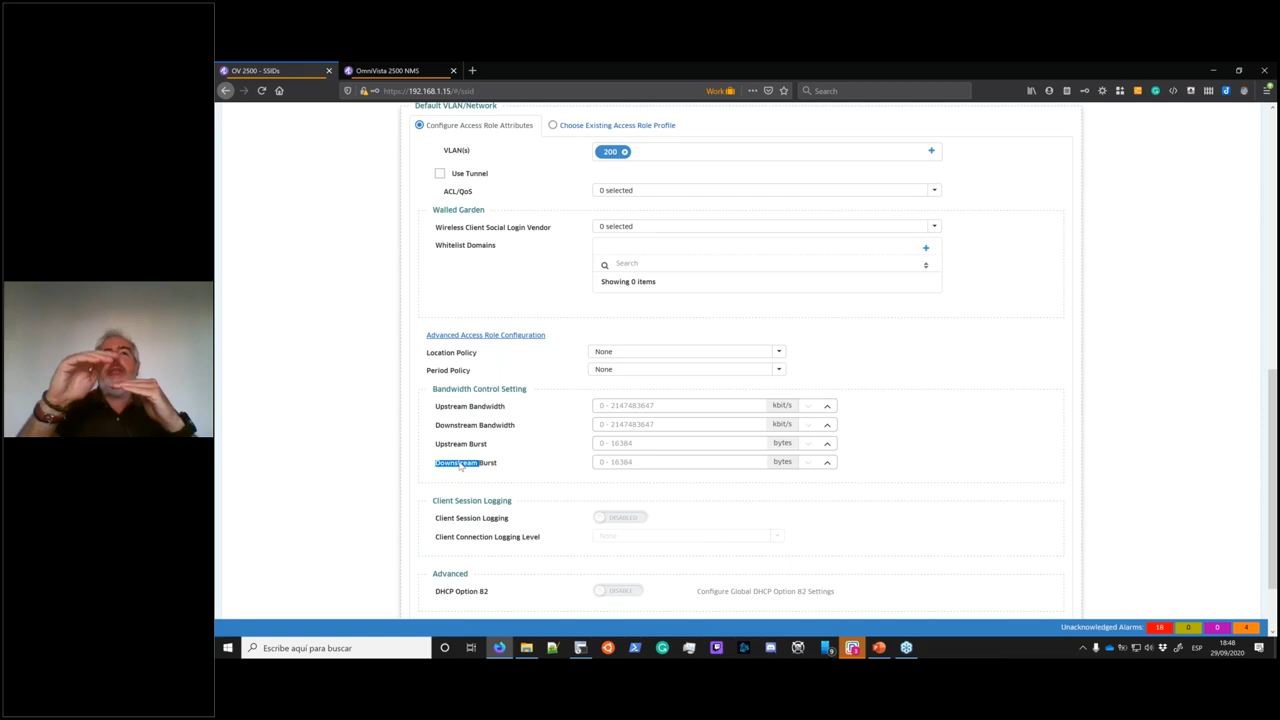 OV 2500 - SSIDs
OmniVista 2500 NMS
https://192.168.1.15/#/ssid
Work
Search
Default VLAN/Network
Configure Access Role Attributes
Choose Existing Access Role Profile
VLAN(s)
200
Use Tunnel
ACL/QoS
0 selected
Walled Garden
Wireless Client Social Login Vendor
0 selected
Whitelist Domains
Search
Showing 0 items
Advanced Access Role Configuration
Location Policy
None
Period Policy
None
Bandwidth Control Setting
Upstream Bandwidth
0 - 2147483647
kbit/s
Downstream Bandwidth
0 - 2147483647
kbit/s
Upstream Burst
0 - 16384
bytes
Downstream Burst
0 - 16384
bytes
Client Session Logging
Client Session Logging
DISABLED
Client Connection Logging Level
None
Advanced
DHCP Option 82
DISABLE
Configure Global DHCP Option 82 Settings
Unacknowledged Alarms:
18
0
0
4
Escribe aquí para buscar
ESP
18:48
29/09/2020